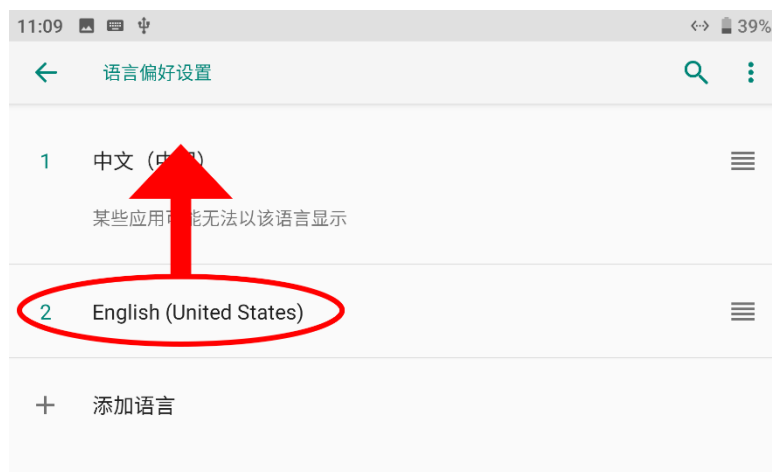 11:09 39%
语言偏好设置
1 中文（中
某些应用 能无法以该语言显示
2 English (United States)
+ 添加语言